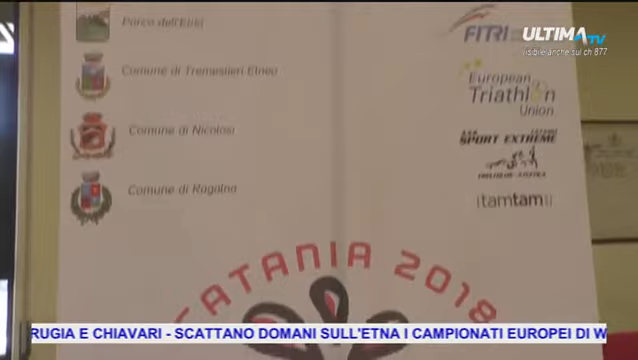 Parco dell'Etna
Comune di Tremestieri Etneo
Comune di Nicolosi
Comune di Ragalna
FITRI
European
Triathlon
Union
SPORT EXTREME
itamtam
CATANIA 2018
ULTIMA TV
visibile anche sul ch 877
RUGIA E CHIAVARI - SCATTANO DOMANI SULL'ETNA I CAMPIONATI EUROPEI DI W